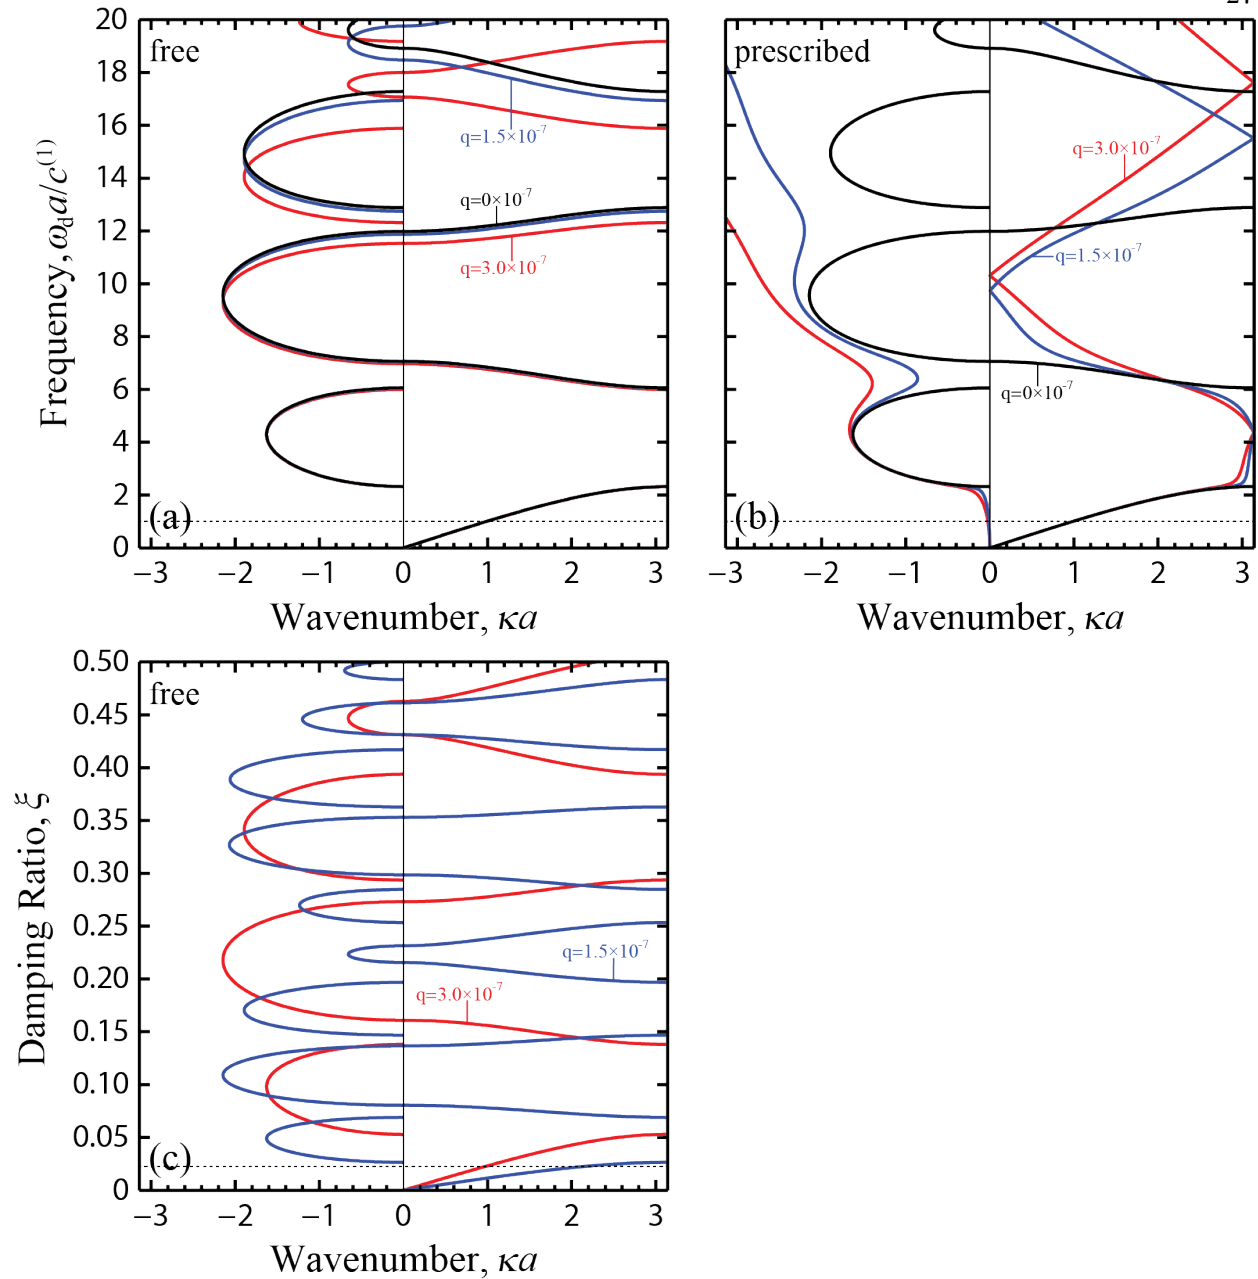 20
18
16
14
12
10
8
6
4
2
0
Frequency, ω_d a/c^(1)
free
q=1.5×10^-7
q=0×10^-7
q=3.0×10^-7
(a)
−3 −2 −1 0 1 2 3
Wavenumber, κa
prescribed
q=3.0×10^-7
q=1.5×10^-7
q=0×10^-7
(b)
−3 −2 −1 0 1 2 3
Wavenumber, κa
0.50
0.45
0.40
0.35
0.30
0.25
0.20
0.15
0.10
0.05
0
Damping Ratio, ξ
free
q=1.5×10^-7
q=3.0×10^-7
(c)
−3 −2 −1 0 1 2 3
Wavenumber, κa